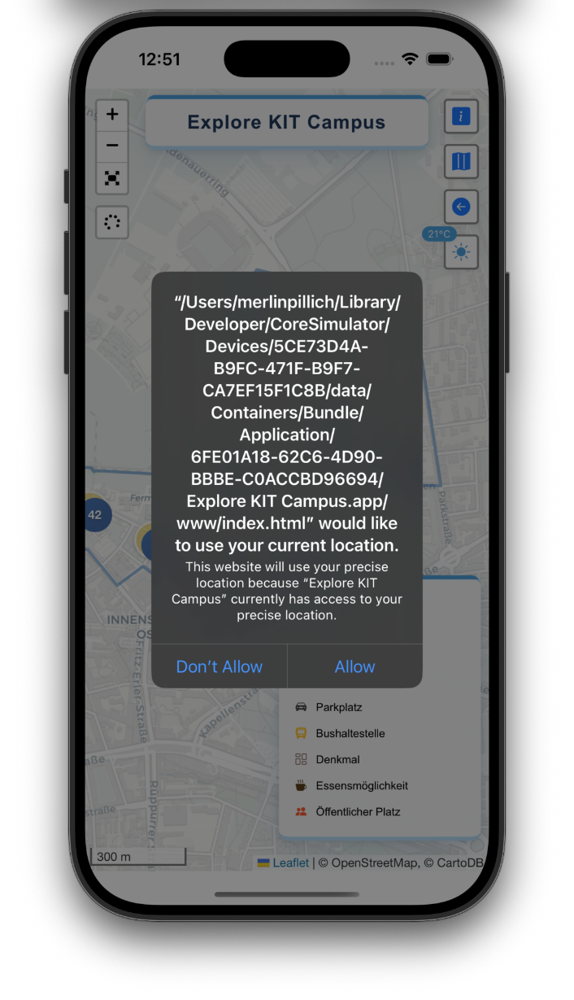 12:51
Explore KIT Campus
21°C
“/Users/merlinpillich/Library/
Developer/CoreSimulator/
Devices/5CE73D4A-
B9FC-471F-B9F7-
CA7EF15F1C8B/data/
Containers/Bundle/
Application/
6FE01A18-62C6-4D90-
BBBE-C0ACCBD96694/
Explore KIT Campus.app/
www/index.html” would like
to use your current location.
This website will use your precise
location because “Explore KIT
Campus” currently has access to your
precise location.
Don’t Allow
Allow
42
INNENS
OS
Fritz-Erler-Straße
Kapellenstra
Parkstraße
Parkplatz
Bushaltestelle
Denkmal
Essensmöglichkeit
Öffentlicher Platz
aße
straße
Rüppurrer
300 m
Leaflet | © OpenStreetMap, © CartoDB